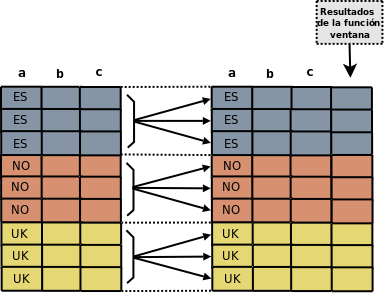 Resultados
de la función
ventana
a b c a b c
ES ES
ES ES
ES ES
NO NO
NO NO
NO NO
UK UK
UK UK
UK UK